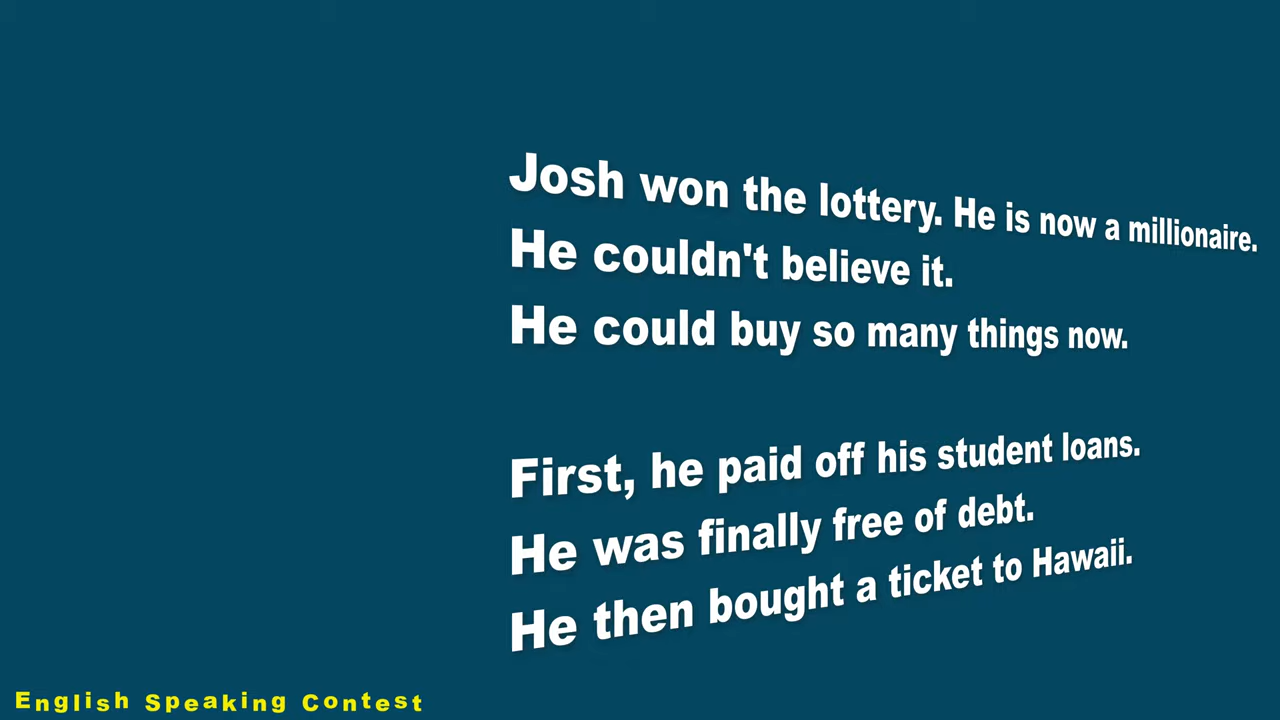 Josh won the lottery. He is now a millionaire.
He couldn't believe it.
He could buy so many things now.
First, he paid off his student loans.
He was finally free of debt.
He then bought a ticket to Hawaii.
English Speaking Contest